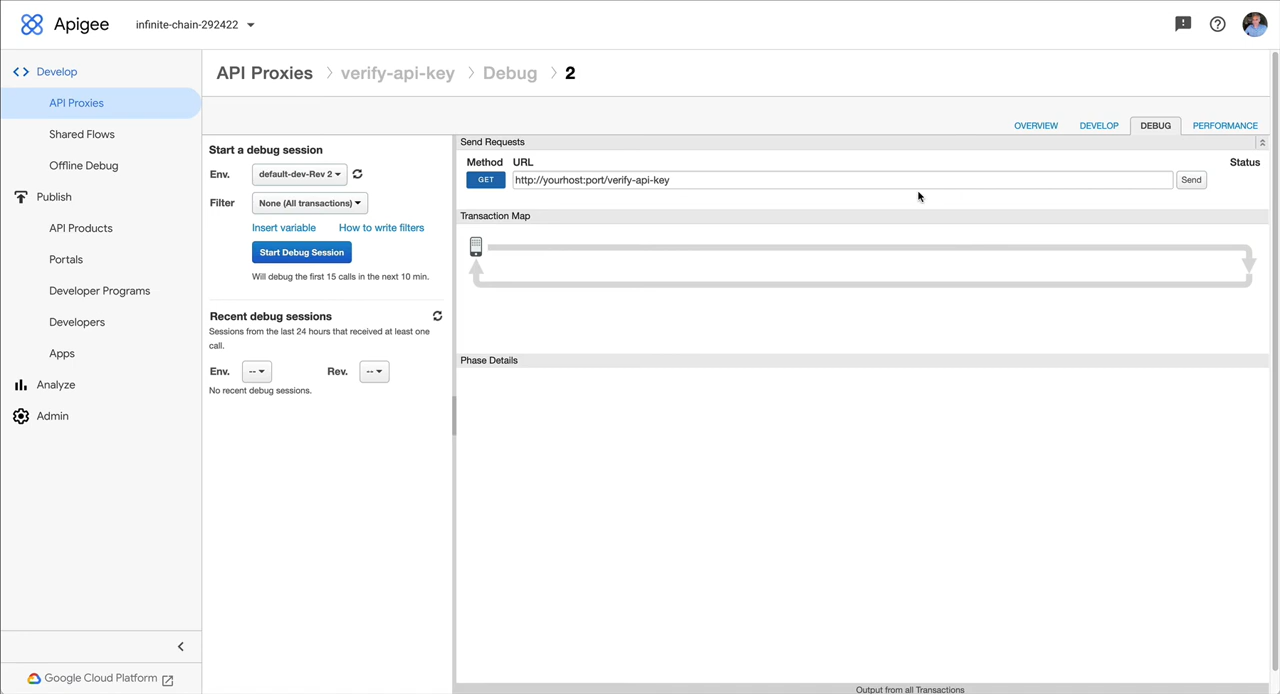 Apigee
infinite-chain-292422
Develop
API Proxies
Shared Flows
Offline Debug
Publish
API Products
Portals
Developer Programs
Developers
Apps
Analyze
Admin
Google Cloud Platform
API Proxies > verify-api-key > Debug > 2
OVERVIEW DEVELOP DEBUG PERFORMANCE
Start a debug session
Env. default-dev-Rev 2
Filter None (All transactions)
Insert variable How to write filters
Start Debug Session
Will debug the first 15 calls in the next 10 min.
Recent debug sessions
Sessions from the last 24 hours that received at least one
call.
Env. -- Rev. --
No recent debug sessions.
Send Requests
Method URL Status
GET http://yourhost:port/verify-api-key Send
Transaction Map
Phase Details
Output from all Transactions